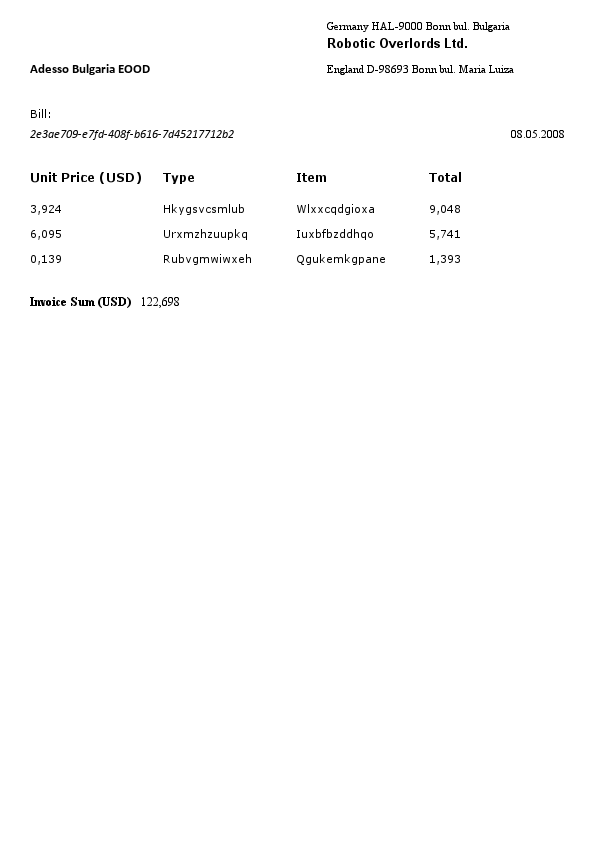 Germany HAL-9000 Bonn bul. Bulgaria
Robotic Overlords Ltd.
Adesso Bulgaria EOOD England D-98693 Bonn bul. Maria Luiza
Bill:
2e3ae709-e7fd-408f-b616-7d45217712b2 08.05.2008
Unit Price (USD) Type Item Total
3,924 Hkygsvcsmlub Wlxxcqdgioxa 9,048
6,095 Urxmzhzuupkq Iuxbfbzddhqo 5,741
0,139 Rubvgmwiwxeh Qgukemkgpane 1,393
Invoice Sum (USD) 122,698